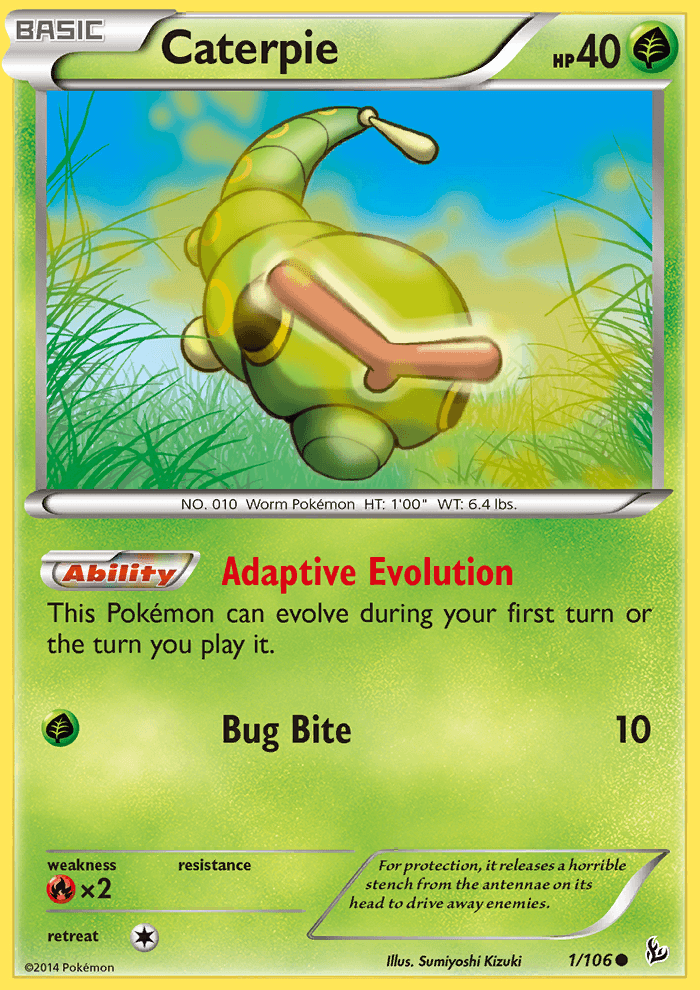 BASIC
Caterpie
HP40
NO. 010 Worm Pokémon HT: 1'00" WT: 6.4 lbs.
Ability Adaptive Evolution
This Pokémon can evolve during your first turn or
the turn you play it.
Bug Bite 10
weakness resistance
×2
For protection, it releases a horrible
stench from the antennae on its
head to drive away enemies.
retreat
©2014 Pokémon
Illus. Sumiyoshi Kizuki
1/106